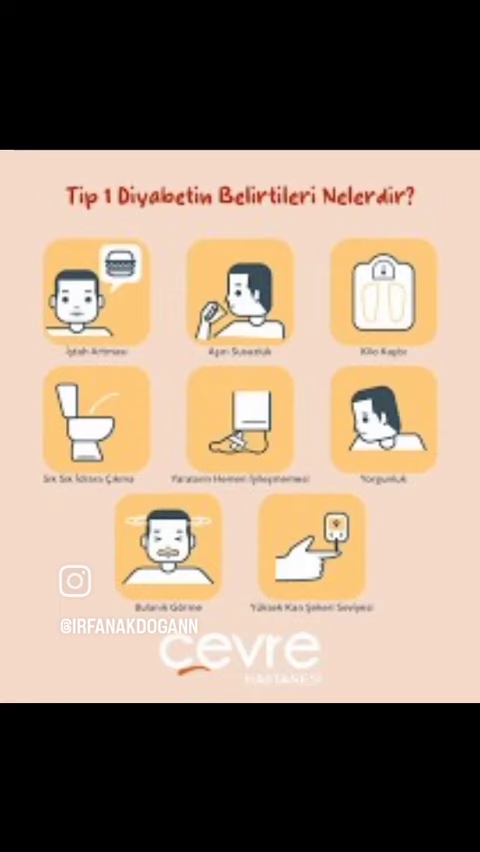 Tip 1 Diyabetin Belirtileri Nelerdir?
İştah Artması
Aşırı Susuzluk
Kilo Kaybı
Sık Sık İdrara Çıkma
Yaraların Hemen İyileşmemesi
Yorgunluk
Bulanık Görme
Yüksek Kan Şekeri Seviyesi
@IRFANAKDOGANN
çevre
HASTANESİ